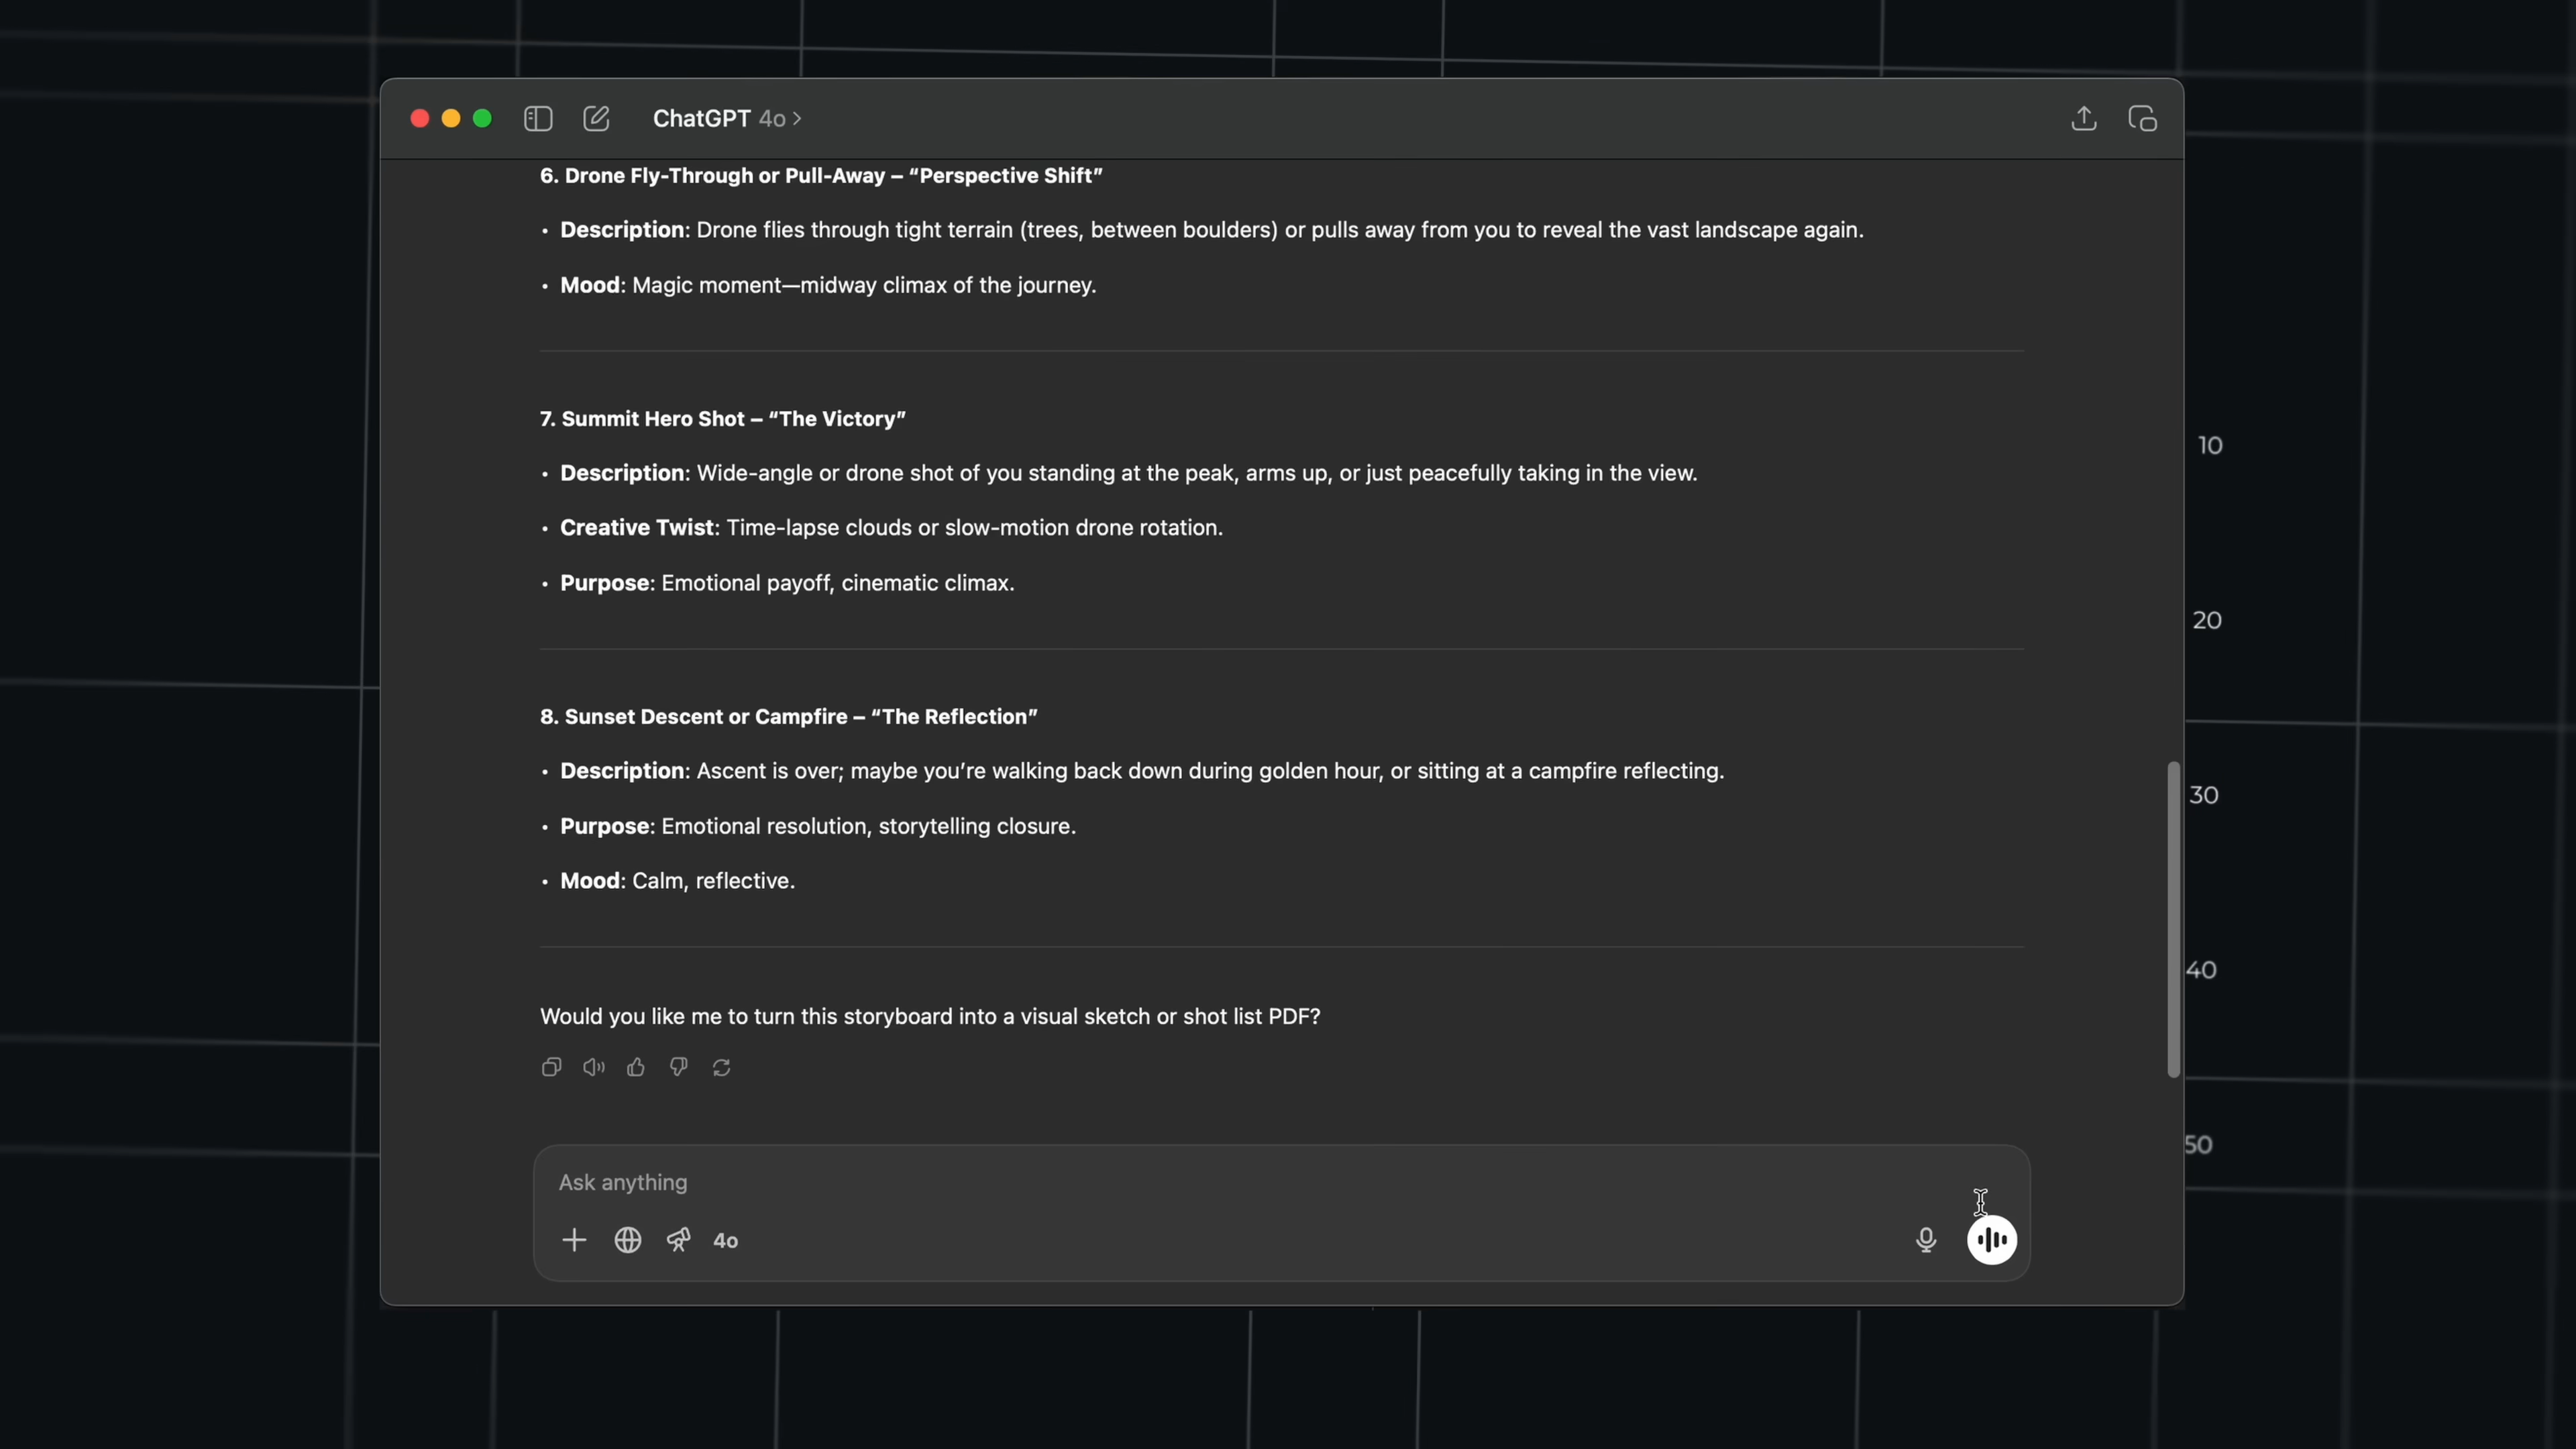 ChatGPT 4o >
6. Drone Fly-Through or Pull-Away – “Perspective Shift”
• Description: Drone flies through tight terrain (trees, between boulders) or pulls away from you to reveal the vast landscape again.
• Mood: Magic moment—midway climax of the journey.
7. Summit Hero Shot – “The Victory”
• Description: Wide-angle or drone shot of you standing at the peak, arms up, or just peacefully taking in the view.
• Creative Twist: Time-lapse clouds or slow-motion drone rotation.
• Purpose: Emotional payoff, cinematic climax.
8. Sunset Descent or Campfire – “The Reflection”
• Description: Ascent is over; maybe you’re walking back down during golden hour, or sitting at a campfire reflecting.
• Purpose: Emotional resolution, storytelling closure.
• Mood: Calm, reflective.
Would you like me to turn this storyboard into a visual sketch or shot list PDF?
Ask anything
4o
10
20
30
40
50